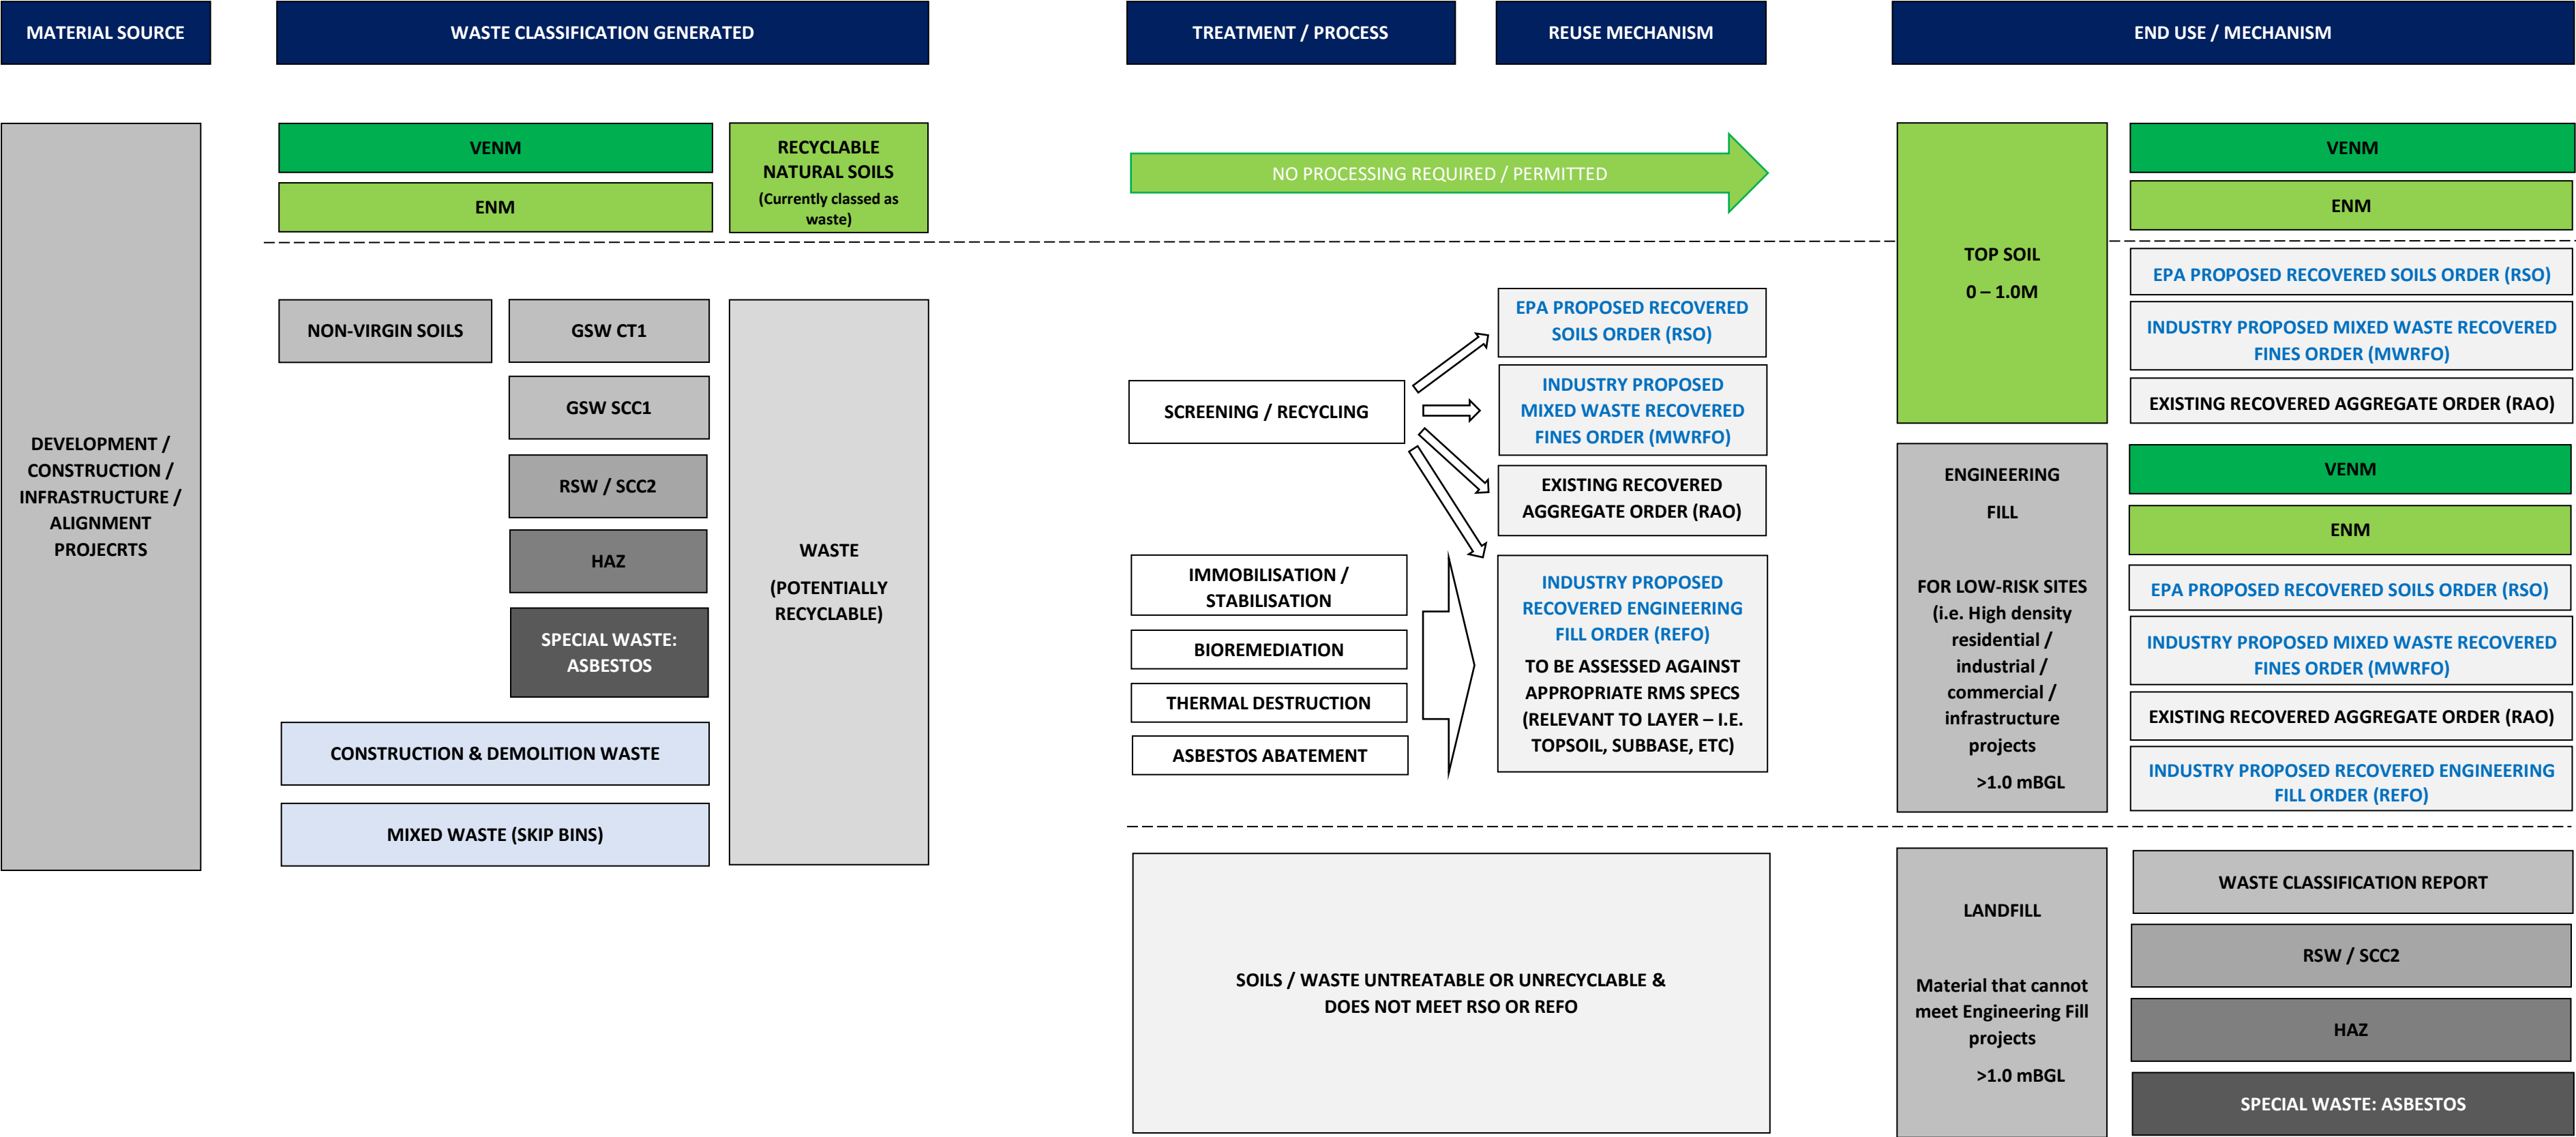 MATERIAL SOURCE
WASTE CLASSIFICATION GENERATED
TREATMENT / PROCESS
REUSE MECHANISM
END USE / MECHANISM
DEVELOPMENT /
CONSTRUCTION /
INFRASTRUCTURE /
ALIGNMENT
PROJECRTS
VENM
ENM
RECYCLABLE
NATURAL SOILS
(Currently classed as
waste)
NON-VIRGIN SOILS
GSW CT1
GSW SCC1
RSW / SCC2
HAZ
SPECIAL WASTE:
ASBESTOS
CONSTRUCTION & DEMOLITION WASTE
MIXED WASTE (SKIP BINS)
WASTE
(POTENTIALLY
RECYCLABLE)
NO PROCESSING REQUIRED / PERMITTED
SCREENING / RECYCLING
IMMOBILISATION /
STABILISATION
BIOREMEDIATION
THERMAL DESTRUCTION
ASBESTOS ABATEMENT
EPA PROPOSED RECOVERED
SOILS ORDER (RSO)
INDUSTRY PROPOSED
MIXED WASTE RECOVERED
FINES ORDER (MWRFO)
EXISTING RECOVERED
AGGREGATE ORDER (RAO)
INDUSTRY PROPOSED
RECOVERED ENGINEERING
FILL ORDER (REFO)
TO BE ASSESSED AGAINST
APPROPRIATE RMS SPECS
(RELEVANT TO LAYER – I.E.
TOPSOIL, SUBBASE, ETC)
SOILS / WASTE UNTREATABLE OR UNRECYCLABLE &
DOES NOT MEET RSO OR REFO
TOP SOIL
0 – 1.0M
VENM
ENM
EPA PROPOSED RECOVERED SOILS ORDER (RSO)
INDUSTRY PROPOSED MIXED WASTE RECOVERED
FINES ORDER (MWRFO)
EXISTING RECOVERED AGGREGATE ORDER (RAO)
ENGINEERING
FILL
FOR LOW-RISK SITES
(i.e. High density
residential /
industrial /
commercial /
infrastructure
projects
>1.0 mBGL
VENM
ENM
EPA PROPOSED RECOVERED SOILS ORDER (RSO)
INDUSTRY PROPOSED MIXED WASTE RECOVERED
FINES ORDER (MWRFO)
EXISTING RECOVERED AGGREGATE ORDER (RAO)
INDUSTRY PROPOSED RECOVERED ENGINEERING
FILL ORDER (REFO)
LANDFILL
Material that cannot
meet Engineering Fill
projects
>1.0 mBGL
WASTE CLASSIFICATION REPORT
RSW / SCC2
HAZ
SPECIAL WASTE: ASBESTOS